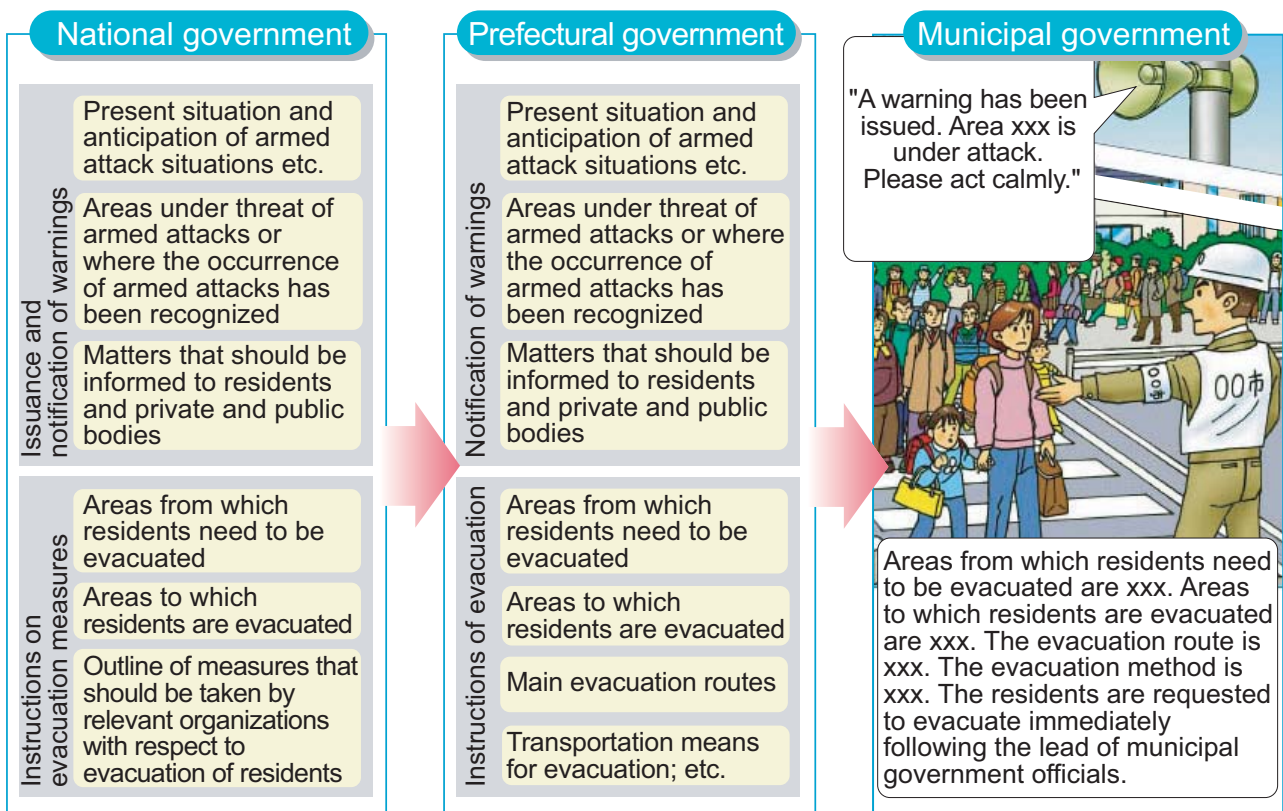 National government
Issuance and
notification of warnings
Present situation and
anticipation of armed
attack situations etc.
Areas under threat of
armed attacks or
where the occurrence
of armed attacks has
been recognized
Matters that should be
informed to residents
and private and public
bodies
Instructions on
evacuation measures
Areas from which
residents need to be
evacuated
Areas to which
residents are evacuated
Outline of measures that
should be taken by
relevant organizations
with respect to
evacuation of residents
Prefectural government
Notification of warnings
Present situation and
anticipation of armed
attack situations etc.
Areas under threat of
armed attacks or where
the occurrence of
armed attacks has
been recognized
Matters that should be
informed to residents
and private and public
bodies
Instructions of evacuation
Areas from which
residents need to be
evacuated
Areas to which
residents are evacuated
Main evacuation routes
Transportation means
for evacuation; etc.
Municipal government
"A warning has been
issued. Area xxx is
under attack.
Please act calmly."
〇〇市
〇〇市
Areas from which residents need
to be evacuated are xxx. Areas
to which residents are evacuated
are xxx. The evacuation route is
xxx. The evacuation method is
xxx. The residents are requested
to evacuate immediately
following the lead of municipal
government officials.